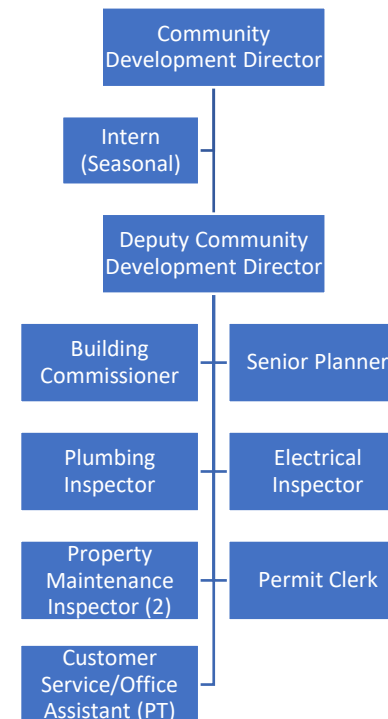 Community
Development Director
Intern
(Seasonal)
Deputy Community
Development Director
Building
Commissioner
Senior Planner
Plumbing
Inspector
Electrical
Inspector
Property
Maintenance
Inspector (2)
Permit Clerk
Customer
Service/Office
Assistant (PT)